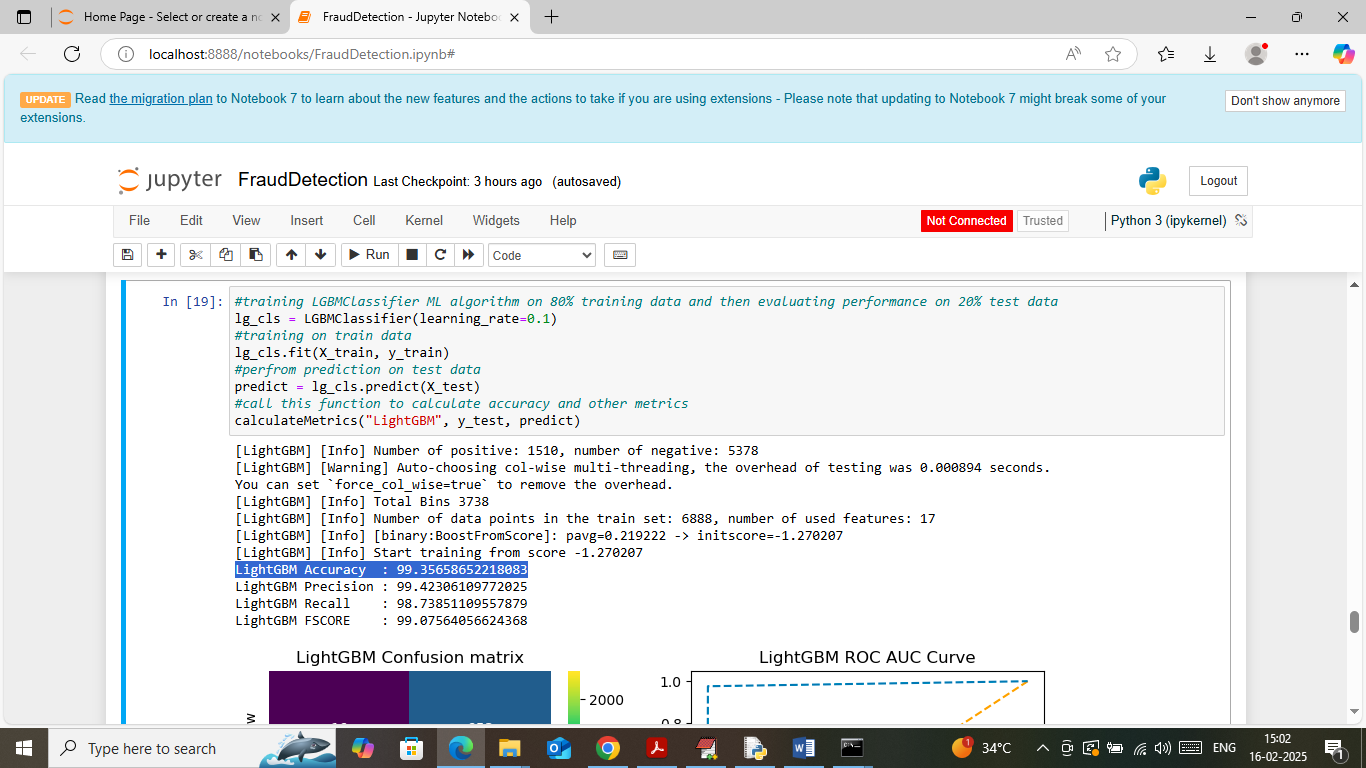 Home Page - Select or create a no
FraudDetection - Jupyter Noteboo
localhost:8888/notebooks/FraudDetection.ipynb#
UPDATE Read the migration plan to Notebook 7 to learn about the new features and the actions to take if you are using extensions - Please note that updating to Notebook 7 might break some of your
extensions.
Don't show anymore
jupyter FraudDetection Last Checkpoint: 3 hours ago (autosaved)
Logout
File Edit View Insert Cell Kernel Widgets Help
Not Connected Trusted Python 3 (ipykernel)
Run Code
In [19]: #training LGBMClassifier ML algorithm on 80% training data and then evaluating performance on 20% test data
lg_cls = LGBMClassifier(learning_rate=0.1)
#training on train data
lg_cls.fit(X_train, y_train)
#perfrom prediction on test data
predict = lg_cls.predict(X_test)
#call this function to calculate accuracy and other metrics
calculateMetrics("LightGBM", y_test, predict)
[LightGBM] [Info] Number of positive: 1510, number of negative: 5378
[LightGBM] [Warning] Auto-choosing col-wise multi-threading, the overhead of testing was 0.000894 seconds.
You can set `force_col_wise=true` to remove the overhead.
[LightGBM] [Info] Total Bins 3738
[LightGBM] [Info] Number of data points in the train set: 6888, number of used features: 17
[LightGBM] [Info] [binary:BoostFromScore]: pavg=0.219222 -> initscore=-1.270207
[LightGBM] [Info] Start training from score -1.270207
LightGBM Accuracy : 99.35658652218083
LightGBM Precision : 99.42306109772025
LightGBM Recall : 98.73851109557879
LightGBM FSCORE : 99.07564056624368
LightGBM Confusion matrix
LightGBM ROC AUC Curve
2000
1.0
0.8
Type here to search
34°C
ENG
15:02
16-02-2025
1